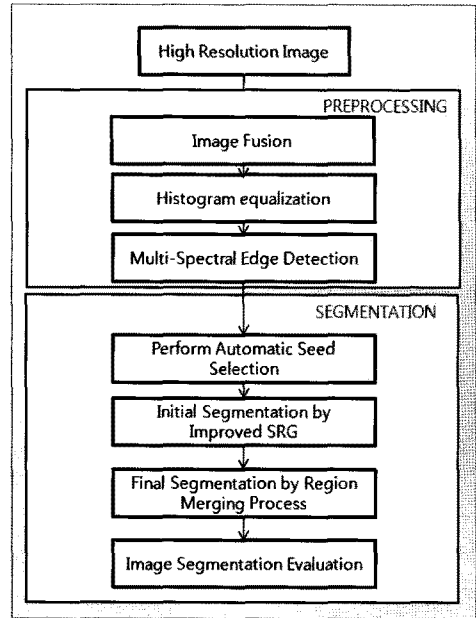 High Resolution Image
PREPROCESSING
Image Fusion
Histogram equalization
Multi-Spectral Edge Detection
SEGMENTATION
Perform Automatic Seed
Selection
Initial Segmentation by
Improved SRG
Final Segmentation by Region
Merging Process
Image Segmentation Evaluation